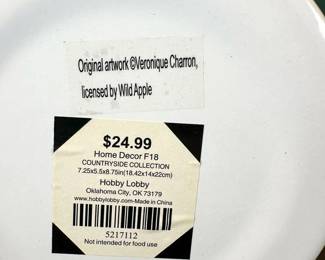 Original artwork ©Veronique Charron,
licensed by Wild Apple
$24.99
Home Decor F18
COUNTRYSIDE COLLECTION
7.25x5.5x8.75in(18.42x14x22cm)
Hobby Lobby
Oklahoma City, OK 73179
www.hobbylobby.com-Made in China
5217112
Not intended for food use